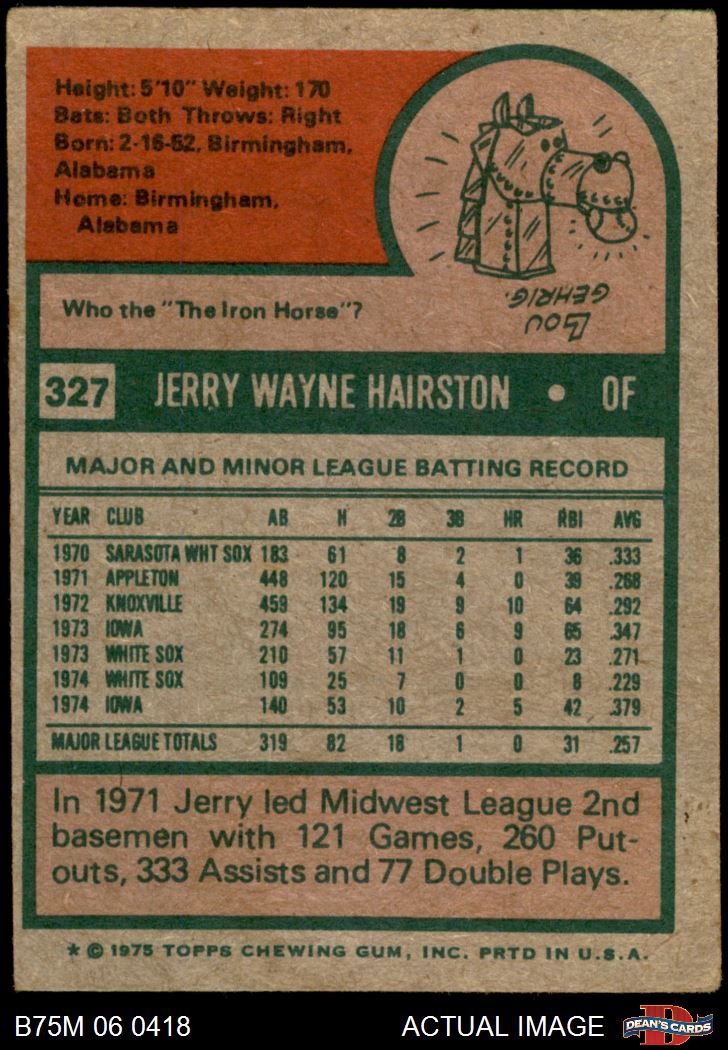 Height: 5'10" Weight: 170
Bats: Both Throws: Right
Born: 2-16-52, Birmingham,
Alabama
Home: Birmingham,
Alabama
Who the "The Iron Horse"?
LOU
GEHRIG.
327 JERRY WAYNE HAIRSTON • OF
MAJOR AND MINOR LEAGUE BATTING RECORD
YEAR CLUB AB H 2B 3B HR RBI AVG
1970 SARASOTA WHT SOX 183 61 8 2 1 36 .333
1971 APPLETON 448 120 15 4 0 39 .268
1972 KNOXVILLE 459 134 19 9 10 64 .292
1973 IOWA 274 95 18 6 9 65 .347
1973 WHITE SOX 210 57 11 1 0 23 .271
1974 WHITE SOX 109 25 7 0 0 8 .229
1974 IOWA 140 53 10 2 5 42 .379
MAJOR LEAGUE TOTALS 319 82 18 1 0 31 .257
In 1971 Jerry led Midwest League 2nd
basemen with 121 Games, 260 Put-
outs, 333 Assists and 77 Double Plays.
* © 1975 TOPPS CHEWING GUM, INC. PRTD IN U.S.A.
B75M 06 0418 ACTUAL IMAGE D DEAN'S CARDS